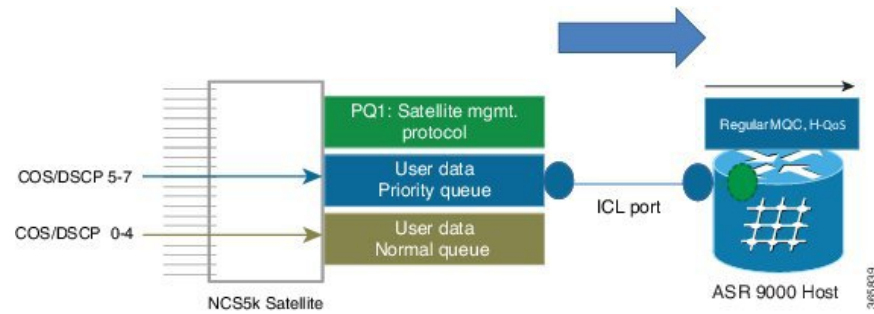 PQ1: Satellite mgmt.
protocol
Regular MQC, H-QoS
COS/DSCP 5-7
User data
Priority queue
ICL port
COS/DSCP 0-4
User data
Normal queue
NCS5k Satellite
ASR 9000 Host
365839